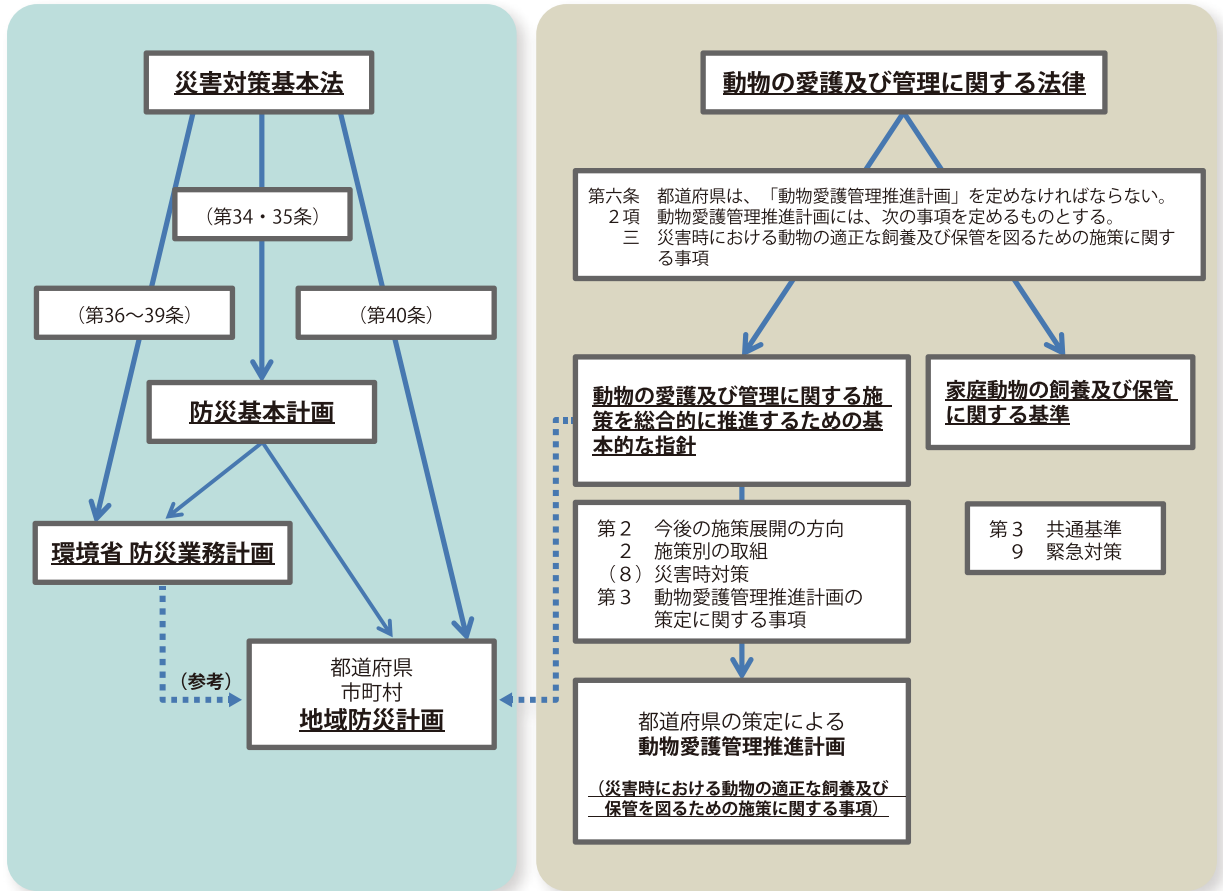 災害対策基本法
（第34・35条）
（第36～39条）
（第40条）
防災基本計画
環境省 防災業務計画
（参考）
都道府県
市町村
地域防災計画
動物の愛護及び管理に関する法律
第六条　都道府県は、「動物愛護管理推進計画」を定めなければならない。
２項　動物愛護管理推進計画には、次の事項を定めるものとする。
三　災害時における動物の適正な飼養及び保管を図るための施策に関す
る事項
動物の愛護及び管理に関する施
策を総合的に推進するための基
本的な指針
家庭動物の飼養及び保管
に関する基準
第２　今後の施策展開の方向
２　施策別の取組
（８）災害時対策
第３　動物愛護管理推進計画の
策定に関する事項
第３　共通基準
９　緊急対策
都道府県の策定による
動物愛護管理推進計画
（災害時における動物の適正な飼養及び
保管を図るための施策に関する事項）